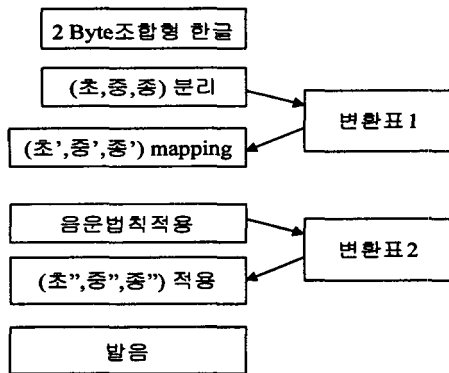 2 Byte조합형 한글
(초,중,종) 분리
변환표 1
(초’,중’,종’) mapping
음운법칙적용
변환표 2
(초”,중”,종”) 적용
발음